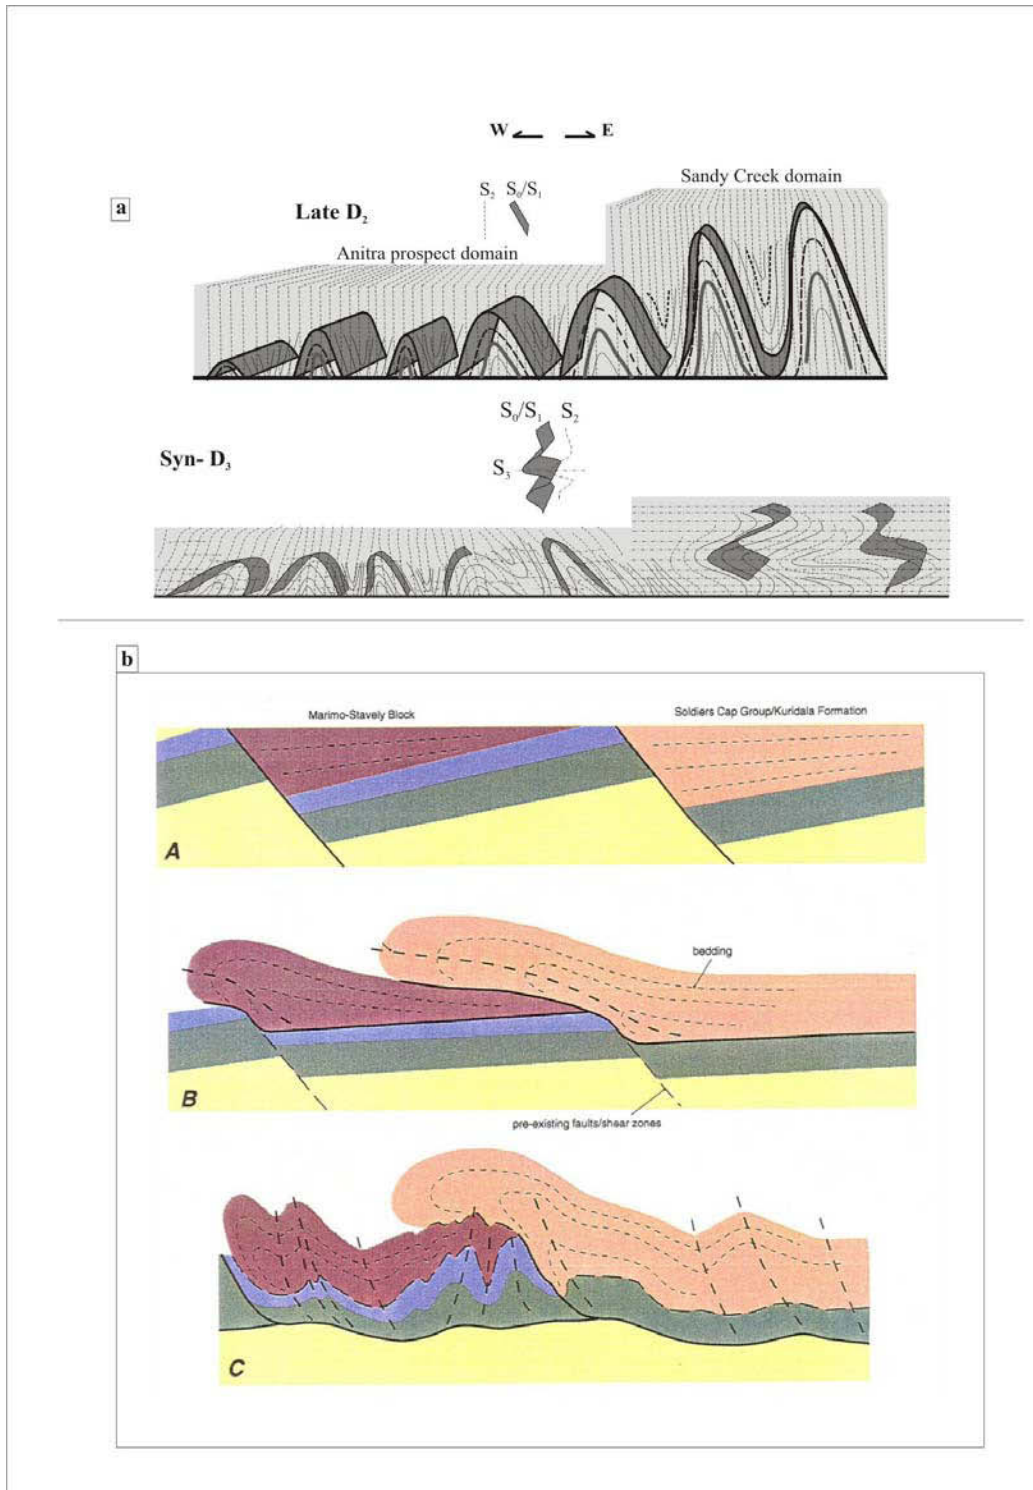 W E
Sandy Creek domain
a
S₂ S₀/S₁
Late D₂
Anitra prospect domain
S₀/S₁ S₂
Syn- D₃
S₃
b
Marimo-Stavely Block
Soldiers Cap Group/Kuridala Formation
A
bedding
B
pre-existing faults/shear zones
C